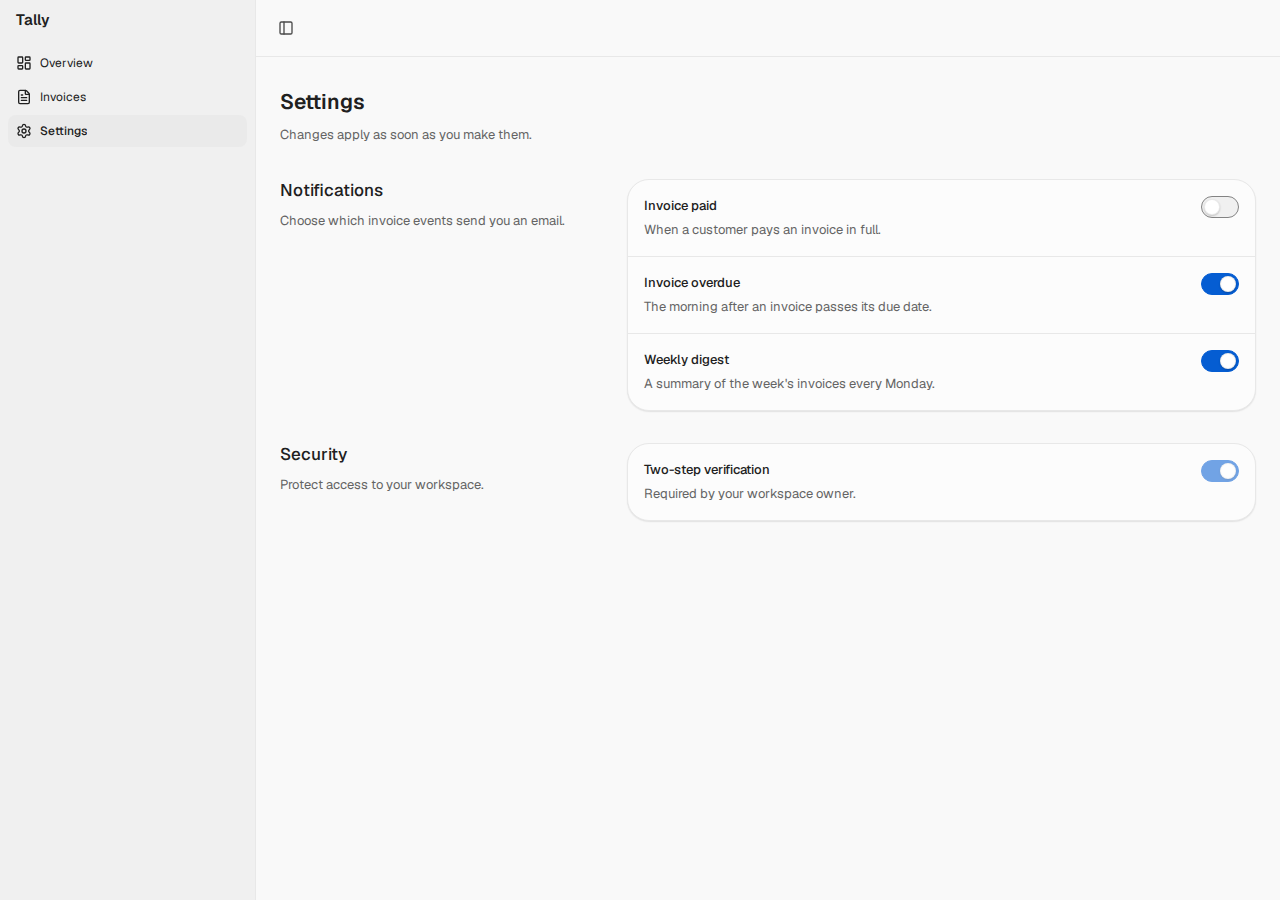 Tally
Overview
Invoices
Settings
Settings
Changes apply as soon as you make them.
Notifications
Choose which invoice events send you an email.
Invoice paid
When a customer pays an invoice in full.
Invoice overdue
The morning after an invoice passes its due date.
Weekly digest
A summary of the week's invoices every Monday.
Security
Protect access to your workspace.
Two-step verification
Required by your workspace owner.